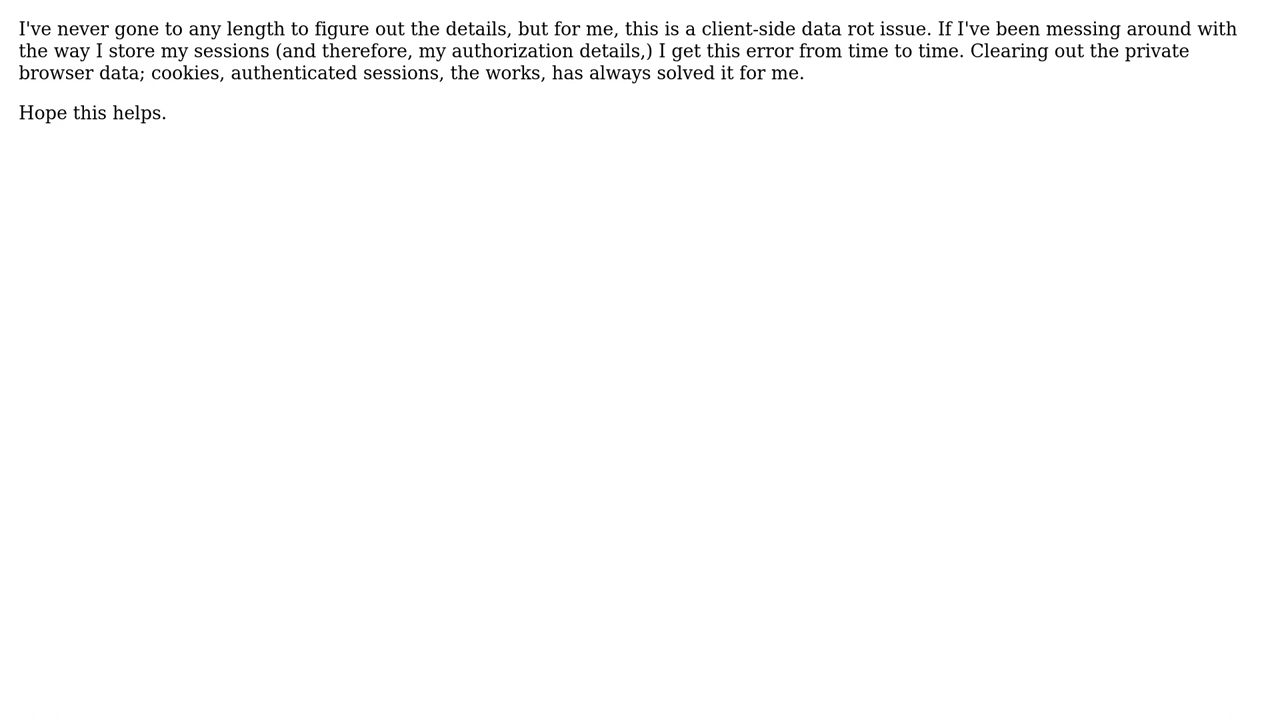 I've never gone to any length to figure out the details, but for me, this is a client-side data rot issue. If I've been messing around with
the way I store my sessions (and therefore, my authorization details,) I get this error from time to time. Clearing out the private
browser data; cookies, authenticated sessions, the works, has always solved it for me.
Hope this helps.